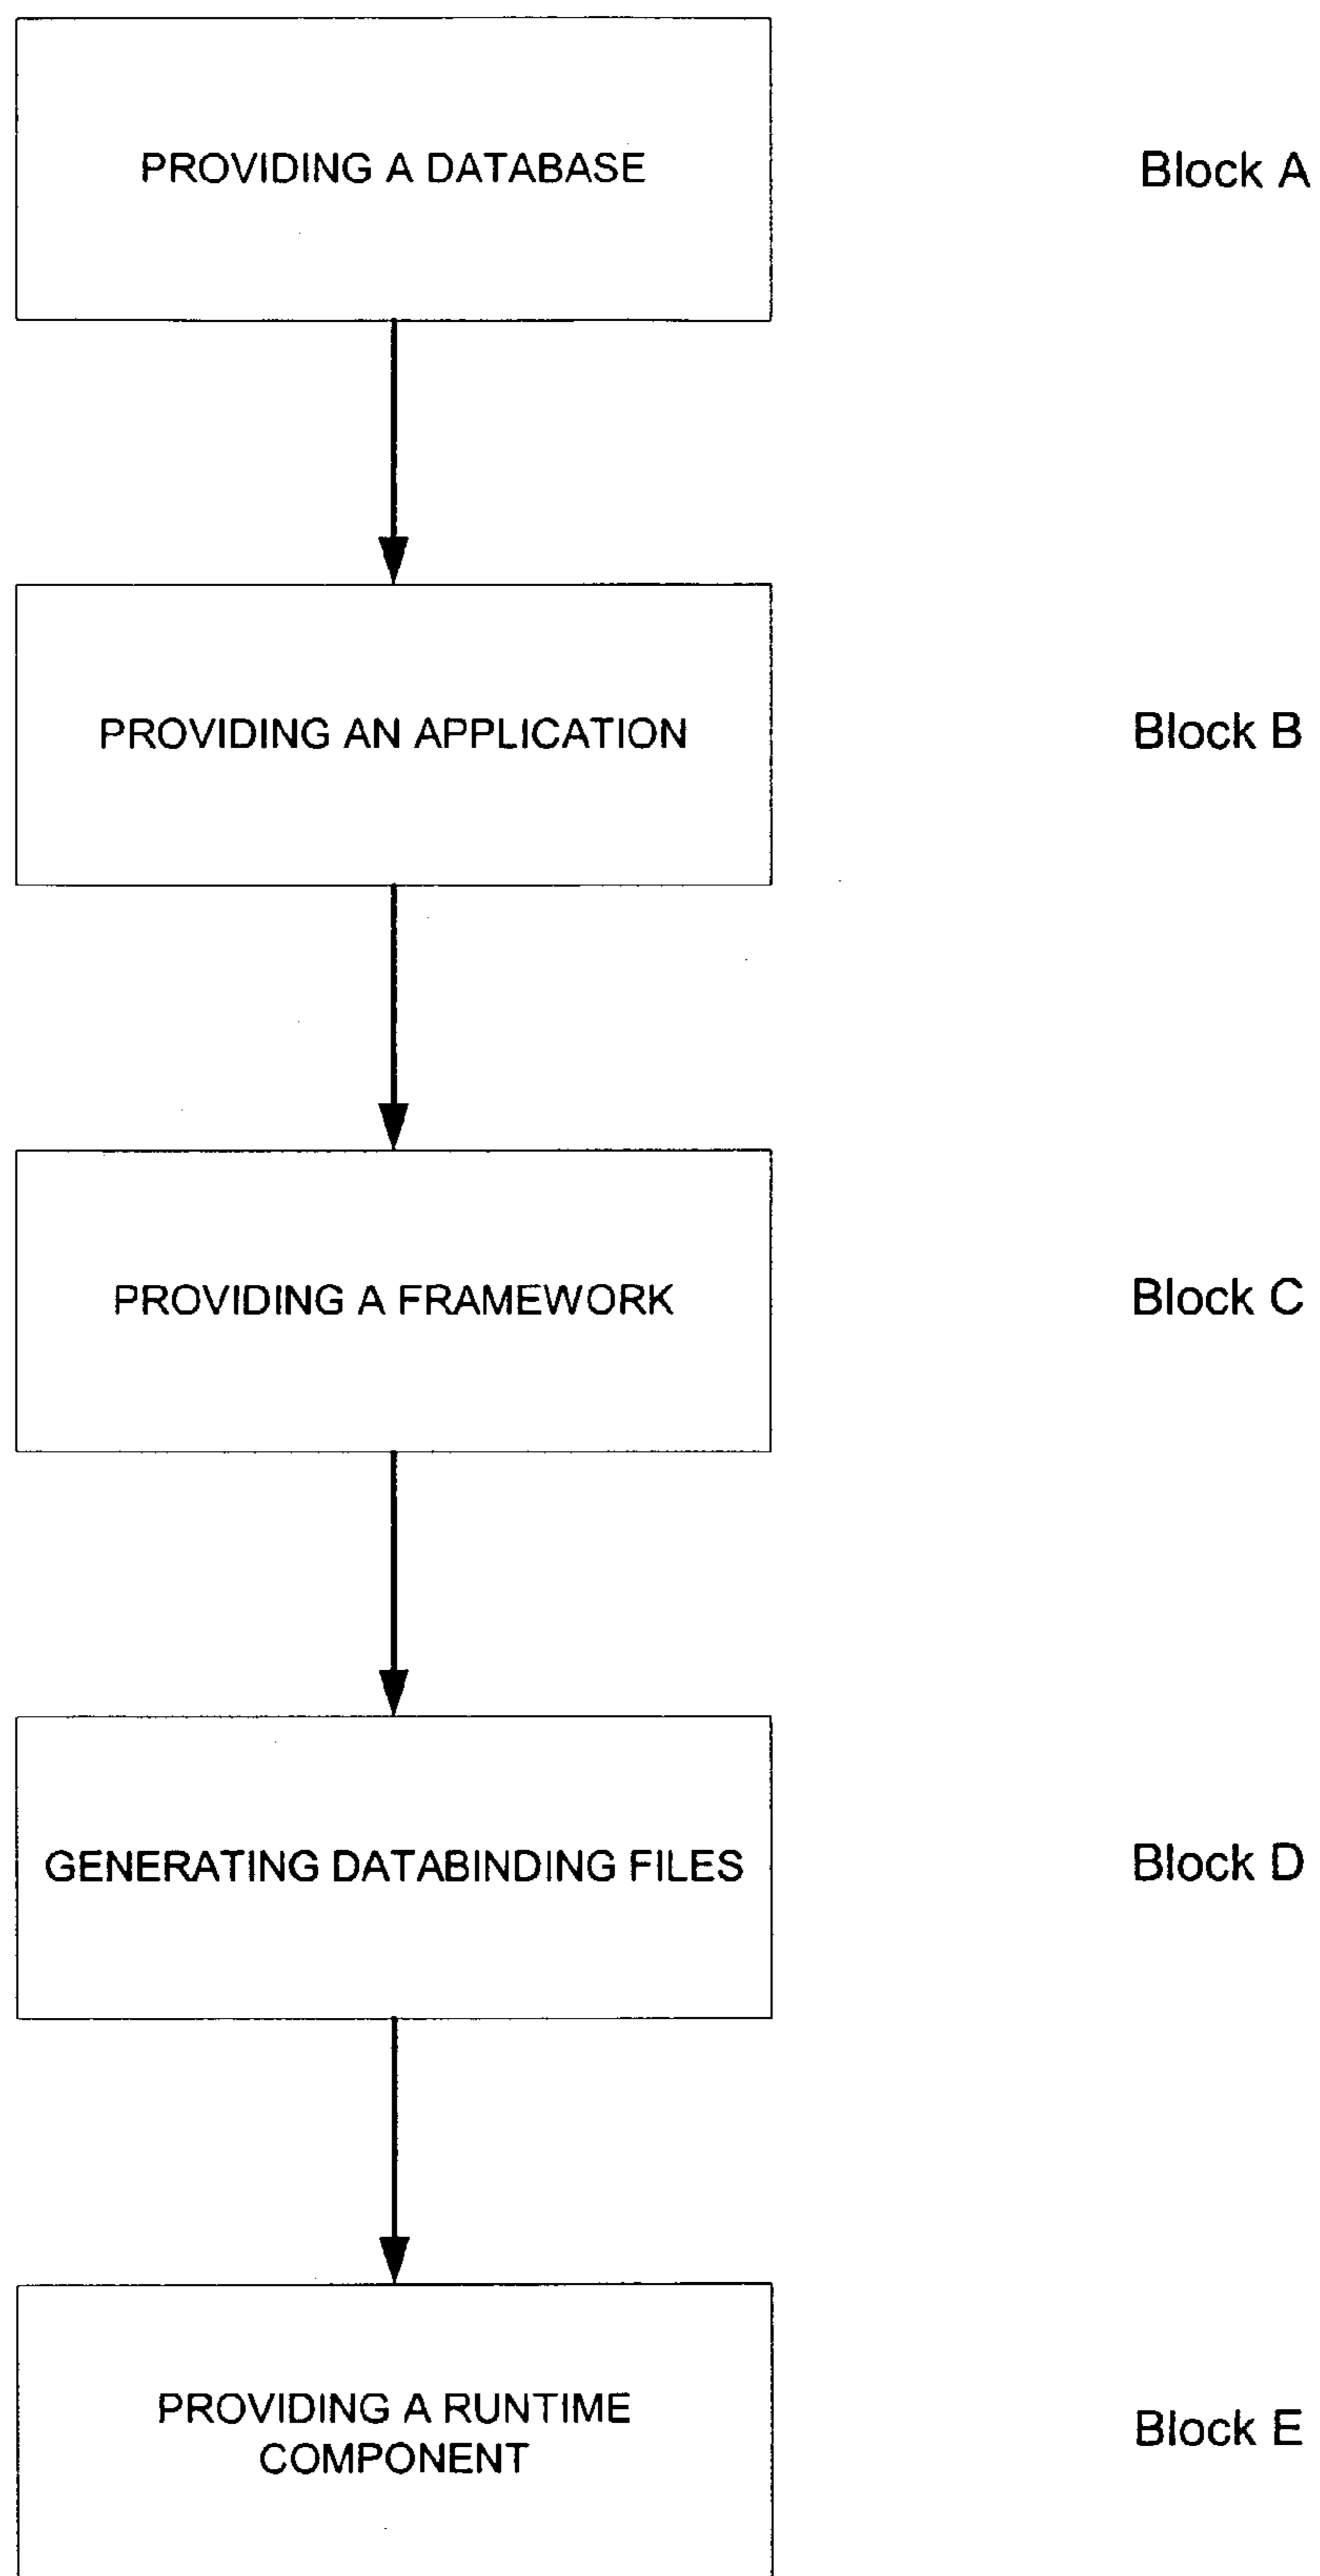 PROVIDING A DATABASE
Block A
PROVIDING AN APPLICATION
Block B
PROVIDING A FRAMEWORK
Block C
GENERATING DATABINDING FILES
Block D
PROVIDING A RUNTIME
COMPONENT
Block E